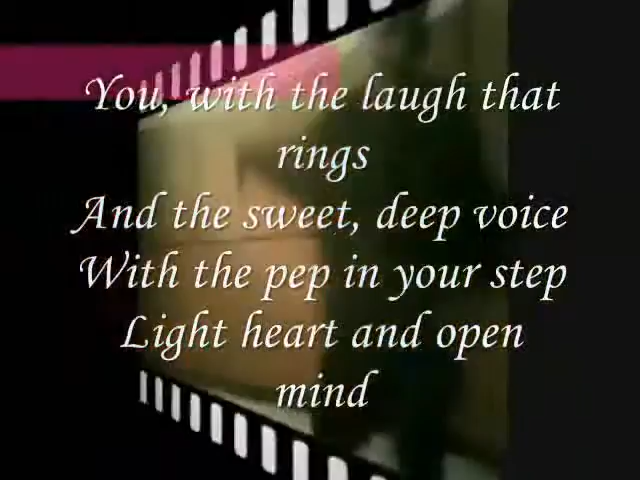 You, with the laugh that
rings
And the sweet, deep voice
With the pep in your step
Light heart and open
mind